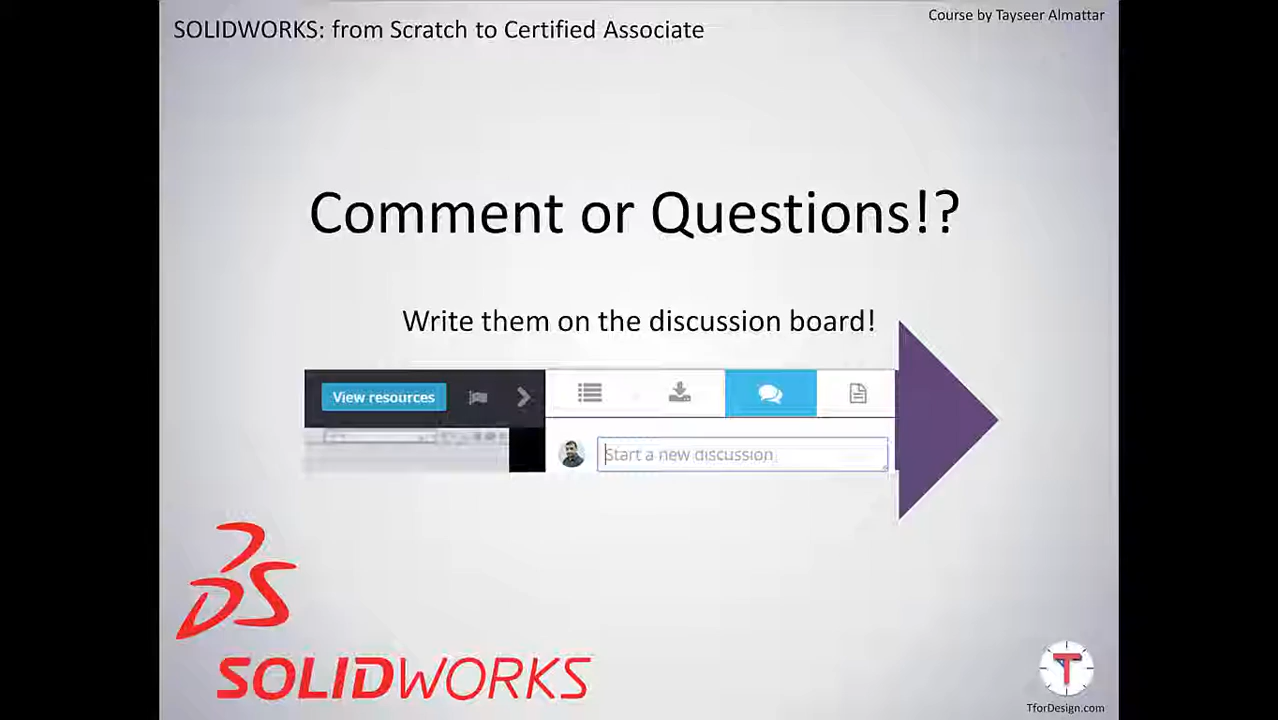 SOLIDWORKS: from Scratch to Certified Associate
Course by Tayseer Almattar
Comment or Questions!?
Write them on the discussion board!
View resources
Start a new discussion
DS
SOLIDWORKS
T
TforDesign.com